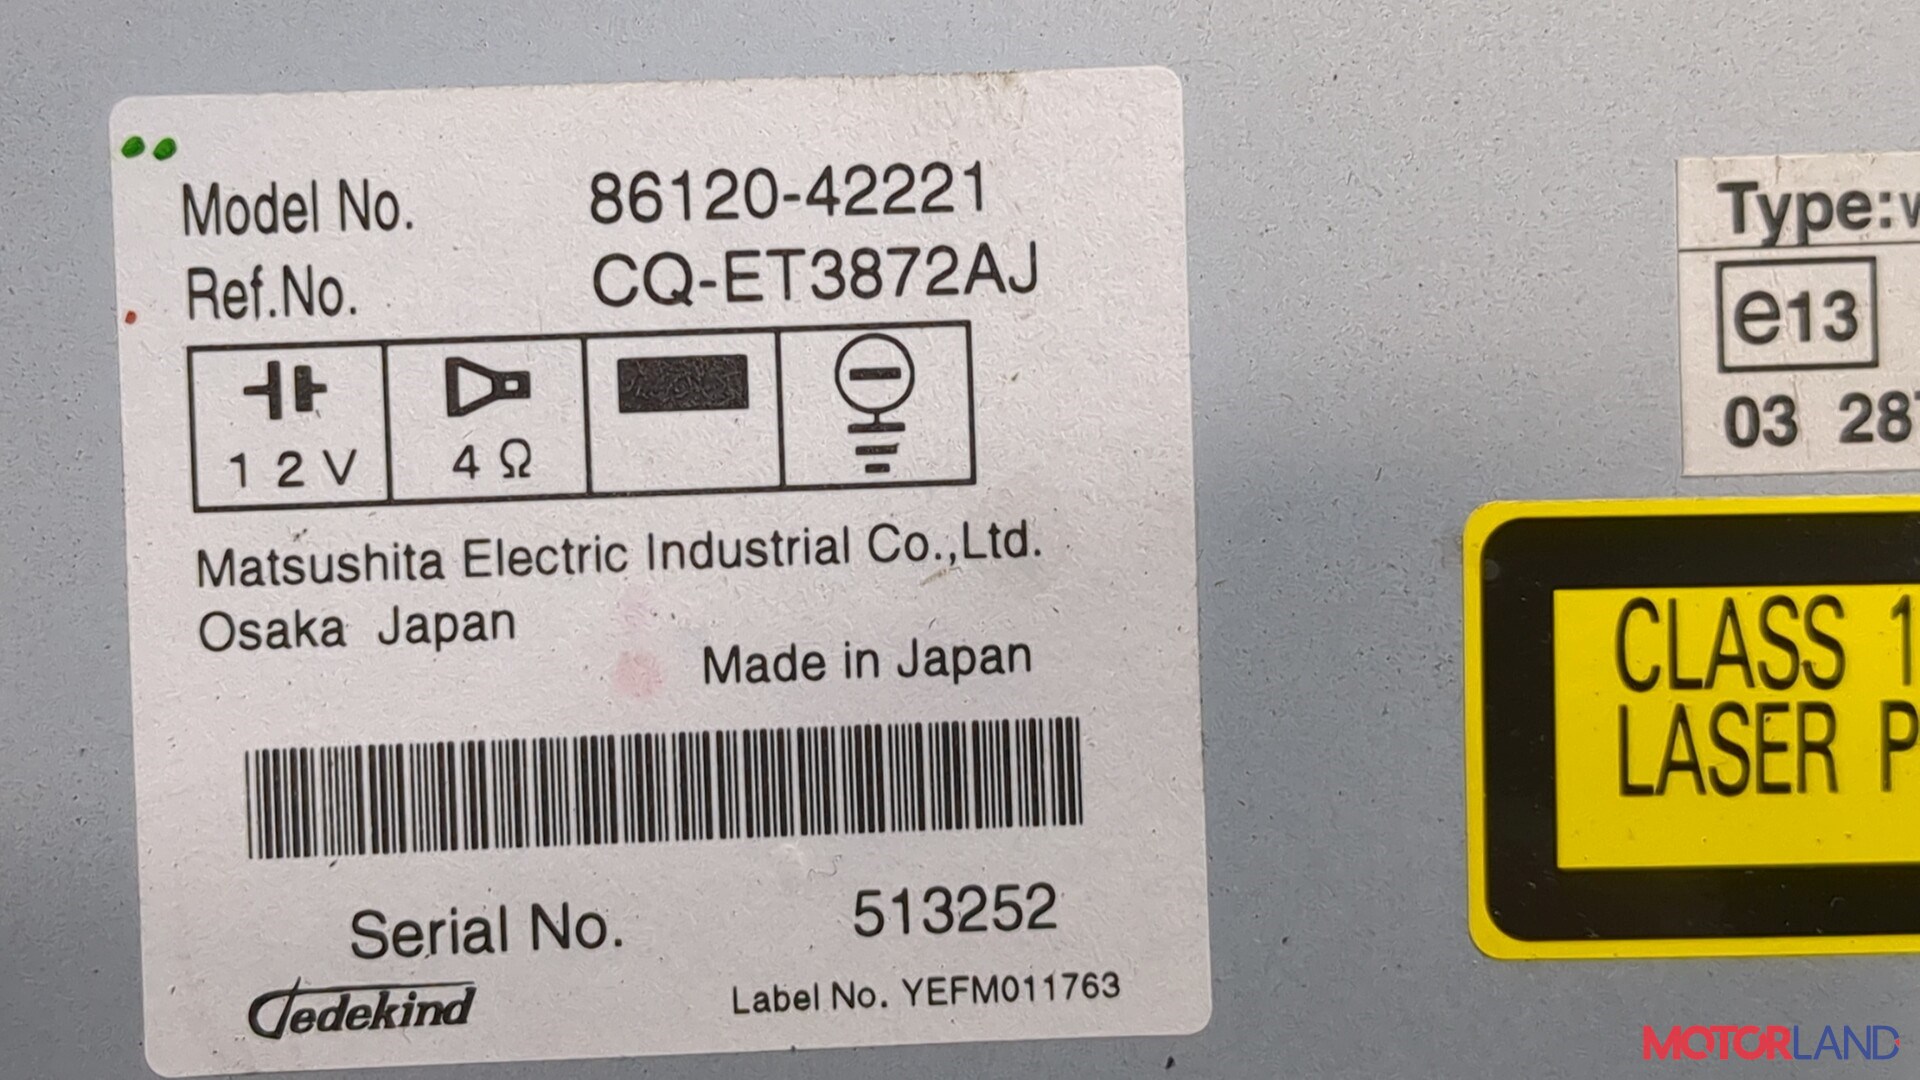 Model No. 86120-42221
Ref.No. CQ-ET3872AJ
12V 4Ω
Matsushita Electric Industrial Co.,Ltd.
Osaka Japan
Made in Japan
Serial No. 513252
Jedekind
Label No. YEFM011763
Type:
e13
03 28
CLASS 1
LASER P
MOTORLAND